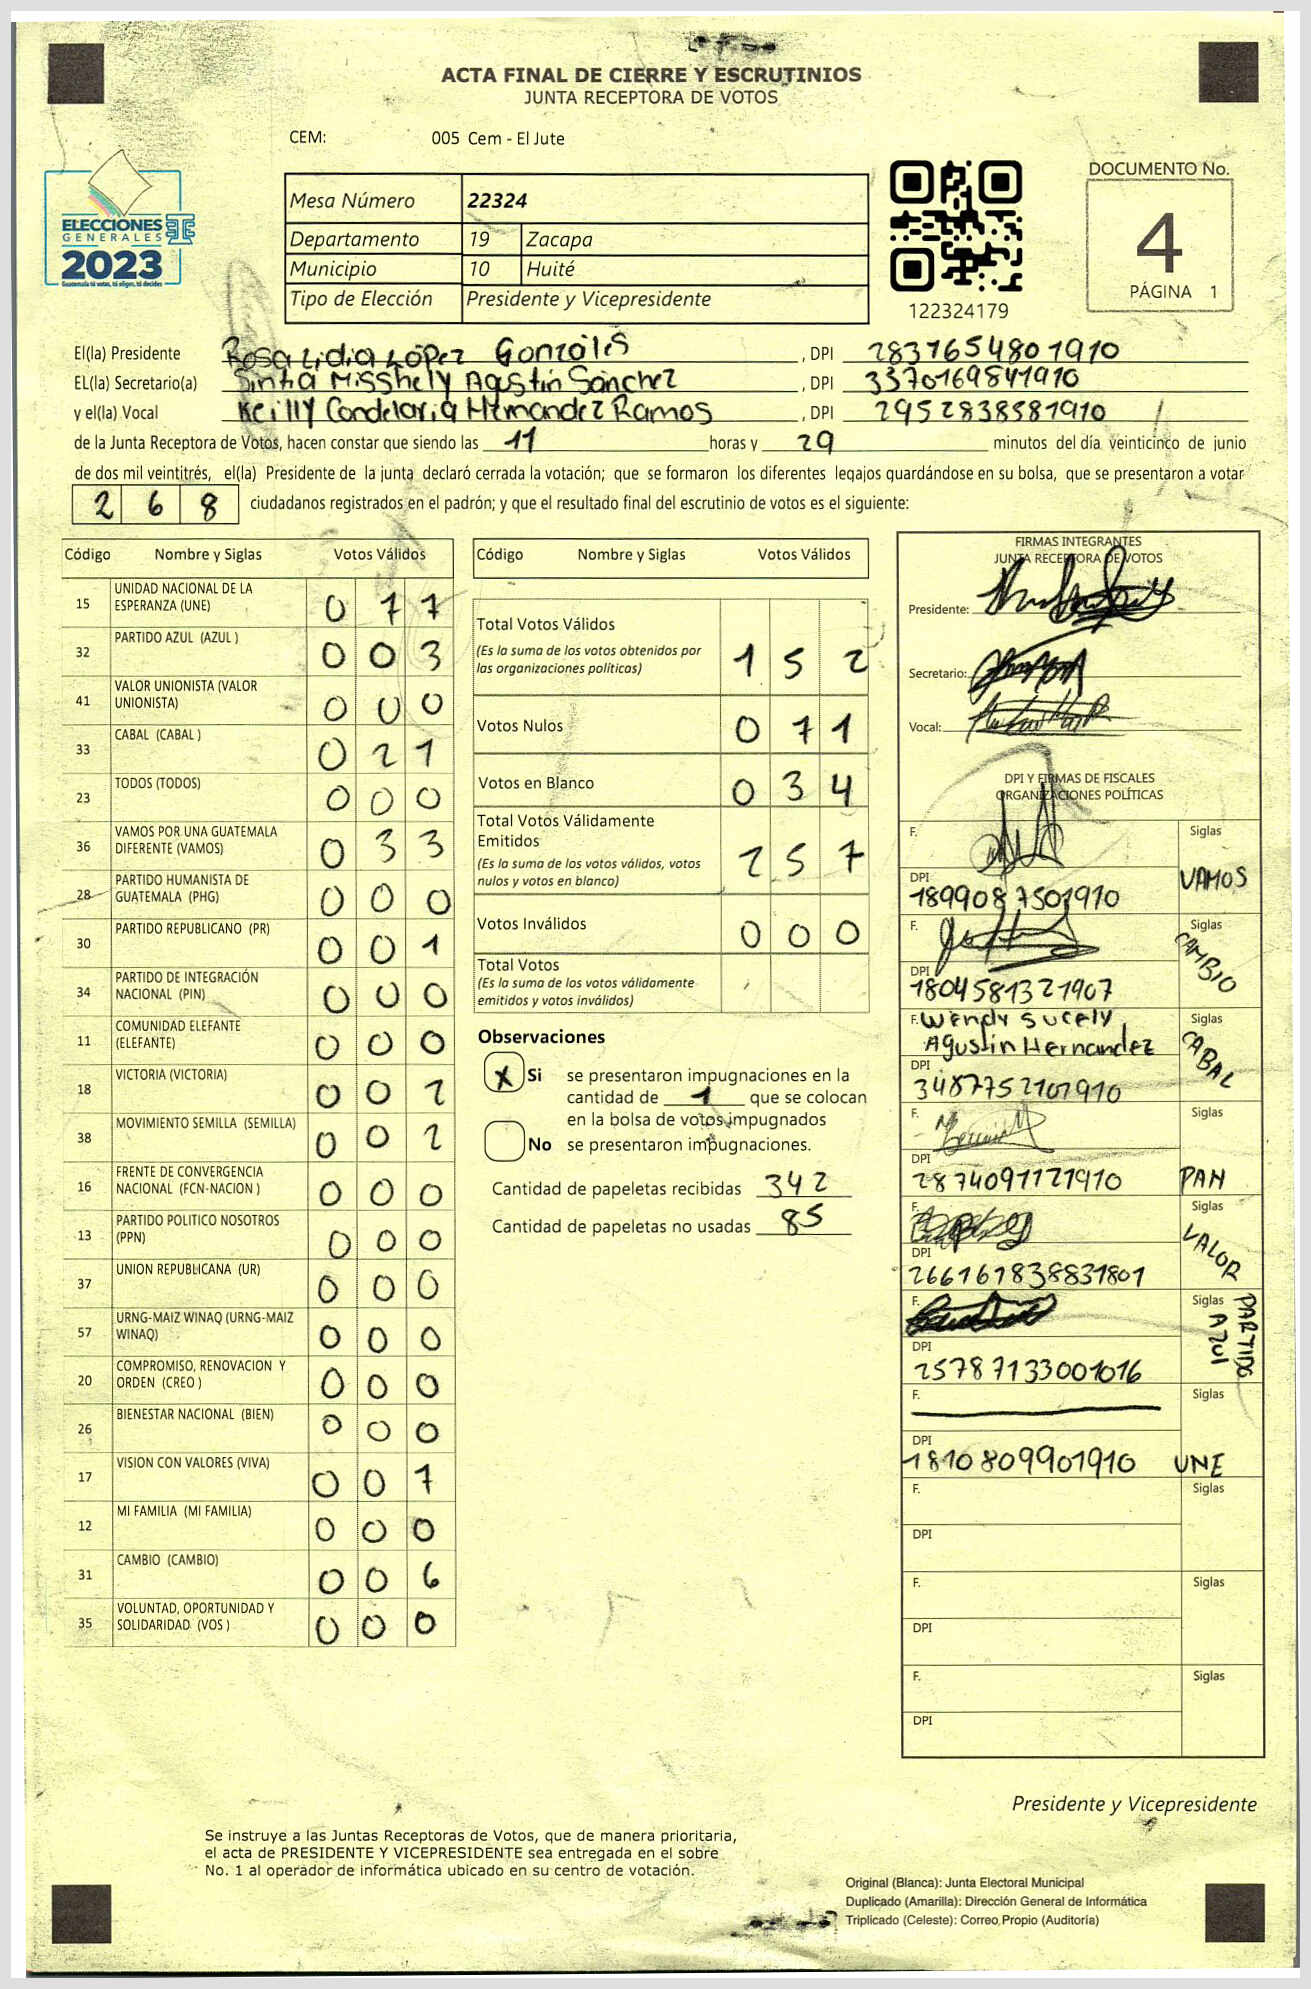 ACTA FINAL DE CIERRE Y ESCRUTINIOS
JUNTA RECEPTORA DE VOTOS
CEM: 005 Cem - El Jute
ELECCIONES
GENERALES
2023
Guatemala tú votas, tú eliges, tú decides
Mesa Número 22324
Departamento 19 Zacapa
Municipio 10 Huité
Tipo de Elección Presidente y Vicepresidente
122324179
DOCUMENTO No.
4
PÁGINA 1
El(la) Presidente Rosa Lidia López Gonzáles , DPI 2837654801910
EL(la) Secretario(a) Sintia Misshely Agustín Sánchez , DPI 3370169841910
y el(la) Vocal Keilly Candelaria Hernandez Ramos , DPI 2952838581910
de la Junta Receptora de Votos, hacen constar que siendo las 11 horas y 29 minutos del día veinticinco de junio
de dos mil veintitrés, el(la) Presidente de la junta declaró cerrada la votación; que se formaron los diferentes legajos guardándose en su bolsa, que se presentaron a votar
2 6 8 ciudadanos registrados en el padrón; y que el resultado final del escrutinio de votos es el siguiente:
Código Nombre y Siglas Votos Válidos
15 UNIDAD NACIONAL DE LA ESPERANZA (UNE) 0 7 7
32 PARTIDO AZUL (AZUL ) 0 0 3
41 VALOR UNIONISTA (VALOR UNIONISTA) 0 0 0
33 CABAL (CABAL ) 0 2 1
23 TODOS (TODOS) 0 0 0
36 VAMOS POR UNA GUATEMALA DIFERENTE (VAMOS) 0 3 3
28 PARTIDO HUMANISTA DE GUATEMALA (PHG) 0 0 0
30 PARTIDO REPUBLICANO (PR) 0 0 1
34 PARTIDO DE INTEGRACIÓN NACIONAL (PIN) 0 0 0
11 COMUNIDAD ELEFANTE (ELEFANTE) 0 0 0
18 VICTORIA (VICTORIA) 0 0 2
38 MOVIMIENTO SEMILLA (SEMILLA) 0 0 2
16 FRENTE DE CONVERGENCIA NACIONAL (FCN-NACION ) 0 0 0
13 PARTIDO POLITICO NOSOTROS (PPN) 0 0 0
37 UNION REPUBLICANA (UR) 0 0 0
57 URNG-MAIZ WINAQ (URNG-MAIZ WINAQ) 0 0 0
20 COMPROMISO, RENOVACION Y ORDEN (CREO ) 0 0 0
26 BIENESTAR NACIONAL (BIEN) 0 0 0
17 VISION CON VALORES (VIVA) 0 0 7
12 MI FAMILIA (MI FAMILIA) 0 0 0
31 CAMBIO (CAMBIO) 0 0 6
35 VOLUNTAD, OPORTUNIDAD Y SOLIDARIDAD (VOS ) 0 0 0
Código Nombre y Siglas Votos Válidos
Total Votos Válidos
(Es la suma de los votos obtenidos por
las organizaciones políticas) 1 5 2
Votos Nulos 0 7 1
Votos en Blanco 0 3 4
Total Votos Válidamente
Emitidos
(Es la suma de los votos válidos, votos
nulos y votos en blanco) 2 5 7
Votos Inválidos 0 0 0
Total Votos
(Es la suma de los votos válidamente
emitidos y votos inválidos)
Observaciones
X Si se presentaron impugnaciones en la
cantidad de 1 que se colocan
en la bolsa de votos impugnados
No se presentaron impugnaciones.
Cantidad de papeletas recibidas 342
Cantidad de papeletas no usadas 85
FIRMAS INTEGRANTES
JUNTA RECEPTORA DE VOTOS
Presidente:
Secretario:
Vocal:
DPI Y FIRMAS DE FISCALES
ORGANIZACIONES POLÍTICAS
F. Siglas
DPI 1899087501910 VAMOS
F. Siglas
DPI 1804581321907 CAMBIO
F. Wendy Sucely Agustin Hernandez Siglas
DPI 3487752101910 CABAL
F. Siglas
DPI 2874091121910 PAN
F. Siglas
DPI 266161838831801 VALOR
F. Siglas
DPI 25787133001016 PARTIDO AZUL
F. Siglas
DPI 1810809901910 UNE
F. Siglas
DPI
F. Siglas
DPI
F. Siglas
DPI
Presidente y Vicepresidente
Se instruye a las Juntas Receptoras de Votos, que de manera prioritaria,
el acta de PRESIDENTE Y VICEPRESIDENTE sea entregada en el sobre
No. 1 al operador de informática ubicado en su centro de votación.
Original (Blanca): Junta Electoral Municipal
Duplicado (Amarilla): Dirección General de Informática
Triplicado (Celeste): Correo Propio (Auditoría)